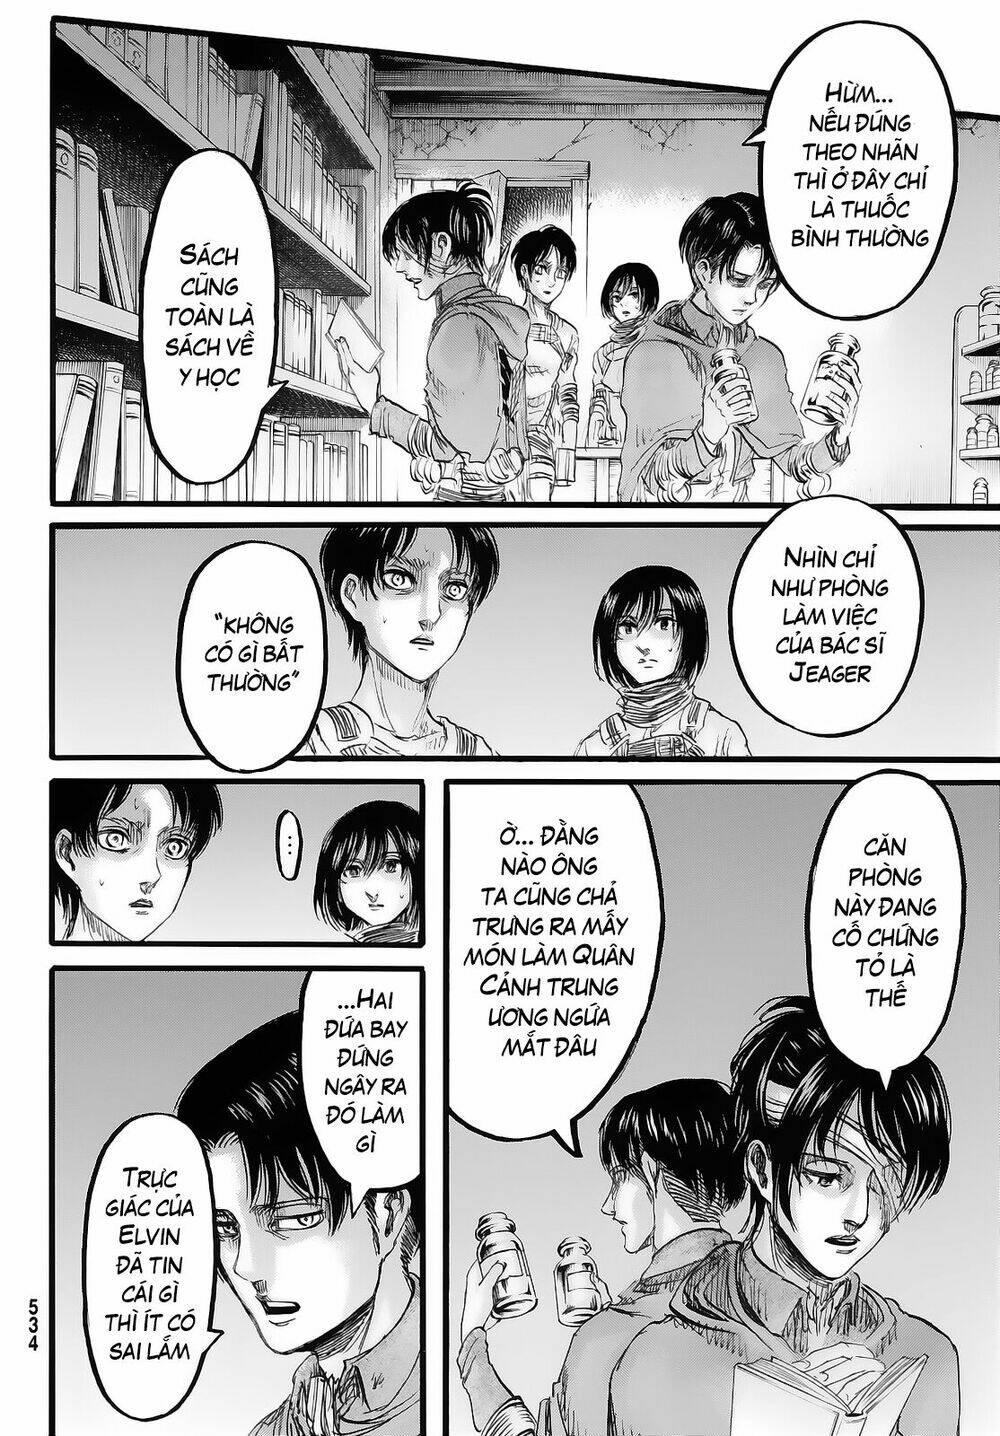 HỪM...
NẾU ĐÚNG
THEO NHÃN
THÌ Ở ĐÂY CHỈ
LÀ THUỐC
BÌNH THƯỜNG
SÁCH
CŨNG
TOÀN LÀ
SÁCH VỀ
Y HỌC
NHÌN CHỈ
NHƯ PHÒNG
LÀM VIỆC
CỦA BÁC SĨ
JEAGER
"KHÔNG
CÓ GÌ BẤT
THƯỜNG"
CĂN
PHÒNG
NÀY ĐANG
CỐ CHỨNG
TỎ LÀ
THẾ
Ờ... ĐẰNG
NÀO ÔNG
TA CŨNG CHẢ
TRƯNG RA MẤY
MÓN LÀM QUÂN
CẢNH TRUNG
ƯƠNG NGỨA
MẮT ĐÂU
...
...HAI
ĐỨA BAY
ĐỨNG
NGÂY RA
ĐÓ LÀM
GÌ
TRỰC
GIÁC CỦA
ELVIN
ĐÃ TIN
CÁI GÌ
THÌ ÍT CÓ
SAI LẮM
534